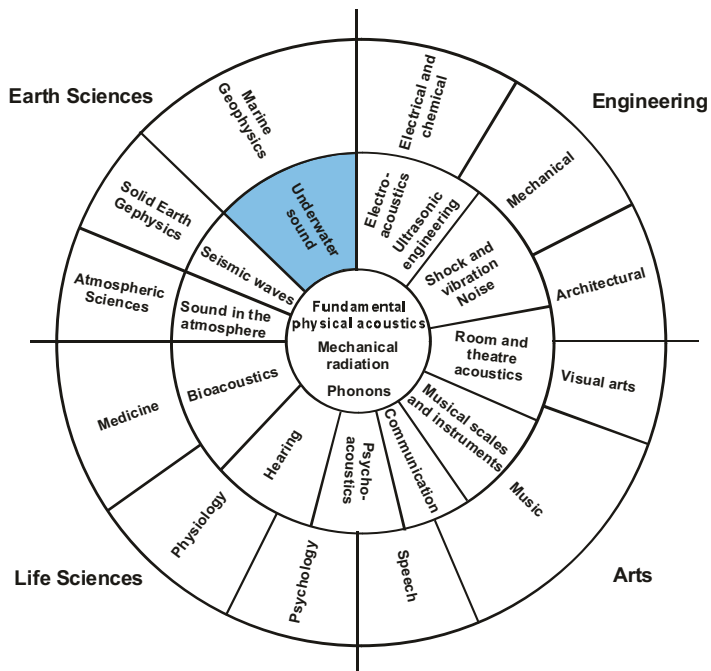 Earth Sciences
Engineering
Marine
Geophysics
Electrical and
chemical
Mechanical
Architectural
Solid Earth
Gephysics
Atmospheric
Sciences
Underwater
sound
Electro-
acoustics
Ultrasonic
engineering
Shock and
vibration
Noise
Seismic waves
Sound in the
atmosphere
Fundamental
physical acoustics
Mechanical
radiation
Phonons
Room and
theatre
acoustics
Visual arts
Bioacoustics
Medicine
Hearing
Psycho-
acoustics
Communication
Musical scales
and instruments
Music
Physiology
Psychology
Speech
Life Sciences
Arts